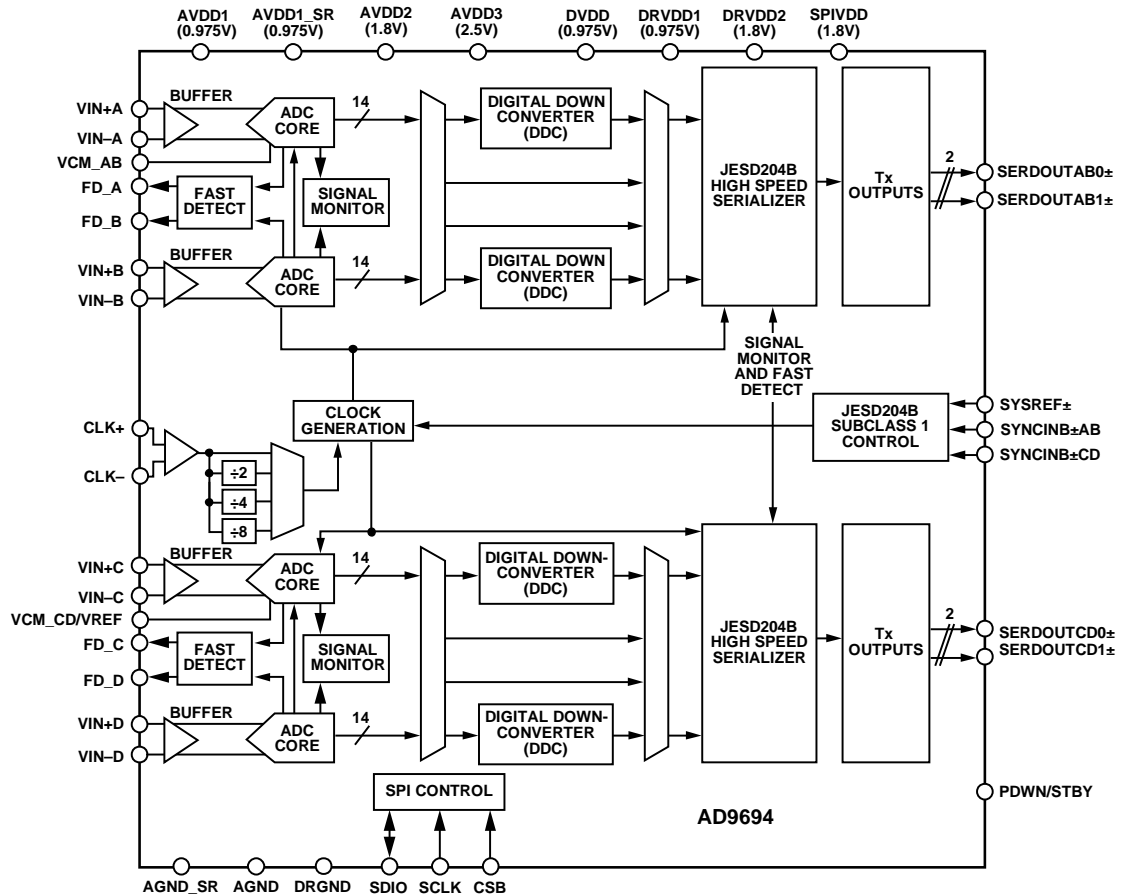 AVDD1
(0.975V)
AVDD1_SR
(0.975V)
AVDD2
(1.8V)
AVDD3
(2.5V)
DVDD
(0.975V)
DRVDD1
(0.975V)
DRVDD2
(1.8V)
SPIVDD
(1.8V)
VIN+A
VIN–A
VCM_AB
FD_A
FD_B
VIN+B
VIN–B
BUFFER
ADC
CORE
14
FAST
DETECT
SIGNAL
MONITOR
BUFFER
ADC
CORE
14
DIGITAL DOWN
CONVERTER
(DDC)
DIGITAL DOWN
CONVERTER
(DDC)
JESD204B
HIGH SPEED
SERIALIZER
Tx
OUTPUTS
2
SERDOUTAB0±
SERDOUTAB1±
SIGNAL
MONITOR
AND FAST
DETECT
CLK+
CLK–
÷2
÷4
÷8
CLOCK
GENERATION
JESD204B
SUBCLASS 1
CONTROL
SYSREF±
SYNCINB±AB
SYNCINB±CD
VIN+C
VIN–C
VCM_CD/VREF
FD_C
FD_D
VIN+D
VIN–D
BUFFER
ADC
CORE
14
FAST
DETECT
SIGNAL
MONITOR
BUFFER
ADC
CORE
14
DIGITAL DOWN-
CONVERTER
(DDC)
DIGITAL DOWN-
CONVERTER
(DDC)
JESD204B
HIGH SPEED
SERIALIZER
Tx
OUTPUTS
2
SERDOUTCD0±
SERDOUTCD1±
SPI CONTROL
PDWN/STBY
AD9694
AGND_SR
AGND
DRGND
SDIO
SCLK
CSB